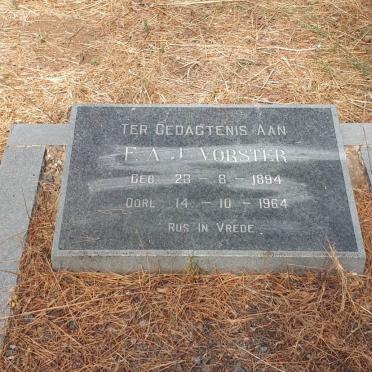 TER GEDAGTENIS AAN
F. A. J. VORSTER
GEB. 23 - 8 - 1894
OORL. 14 - 10 - 1964
RUS IN VREDE.